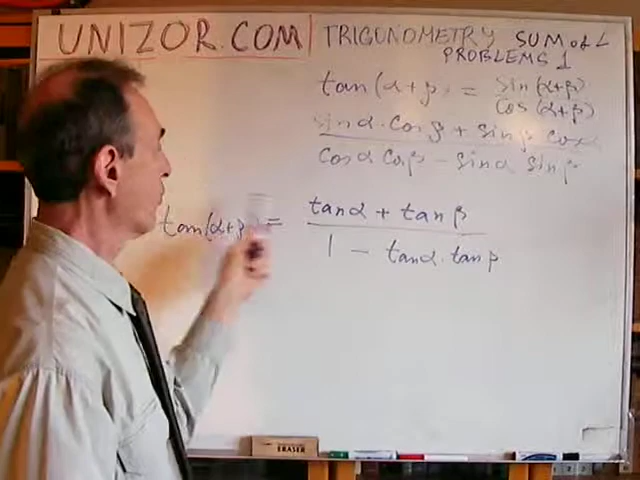 UNIZOR.COM
TRIGONOMETRY SUM of ∠
PROBLEMS 1
tan(α+β) = sin(α+β)
cos(α+β)
sinα·cosβ + sinβ cosα
cosα cosβ − sinα sinβ
tan(α+β) = tanα + tanβ
1 − tanα·tanβ
ERASER